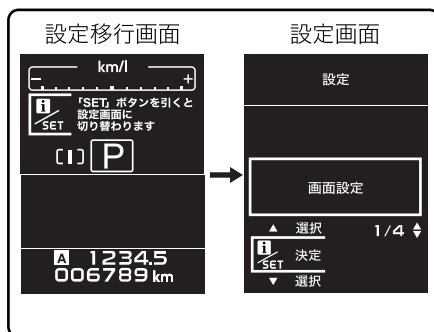 設定移行画面
km/l
− +
i/SET 「SET」ボタンを引くと
設定画面に
切り替わります
[I] P
A 1234.5
006789 km
設定画面
設定
画面設定
▲ 選択 1/4
i/SET 決定
▼ 選択